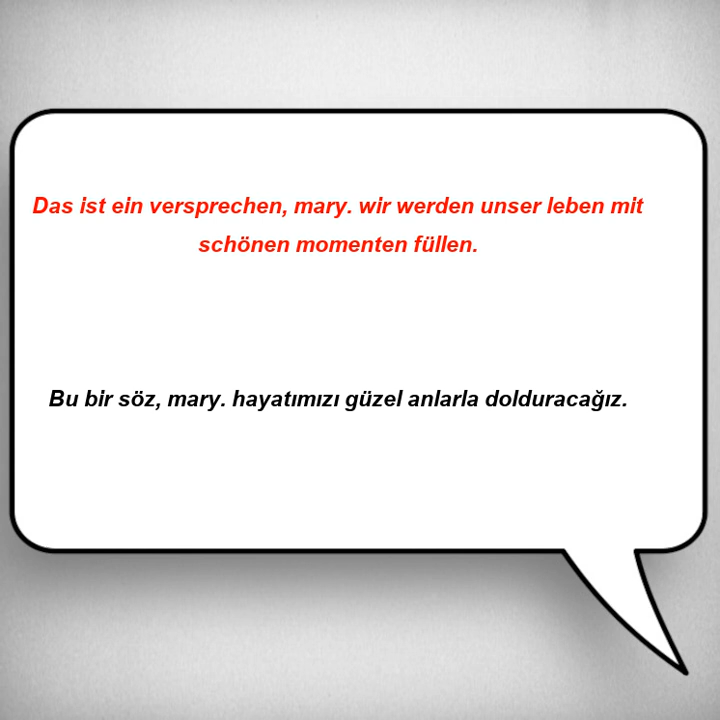 Das ist ein versprechen, mary. wir werden unser leben mit
schönen momenten füllen.
Bu bir söz, mary. hayatımızı güzel anlarla dolduracağız.